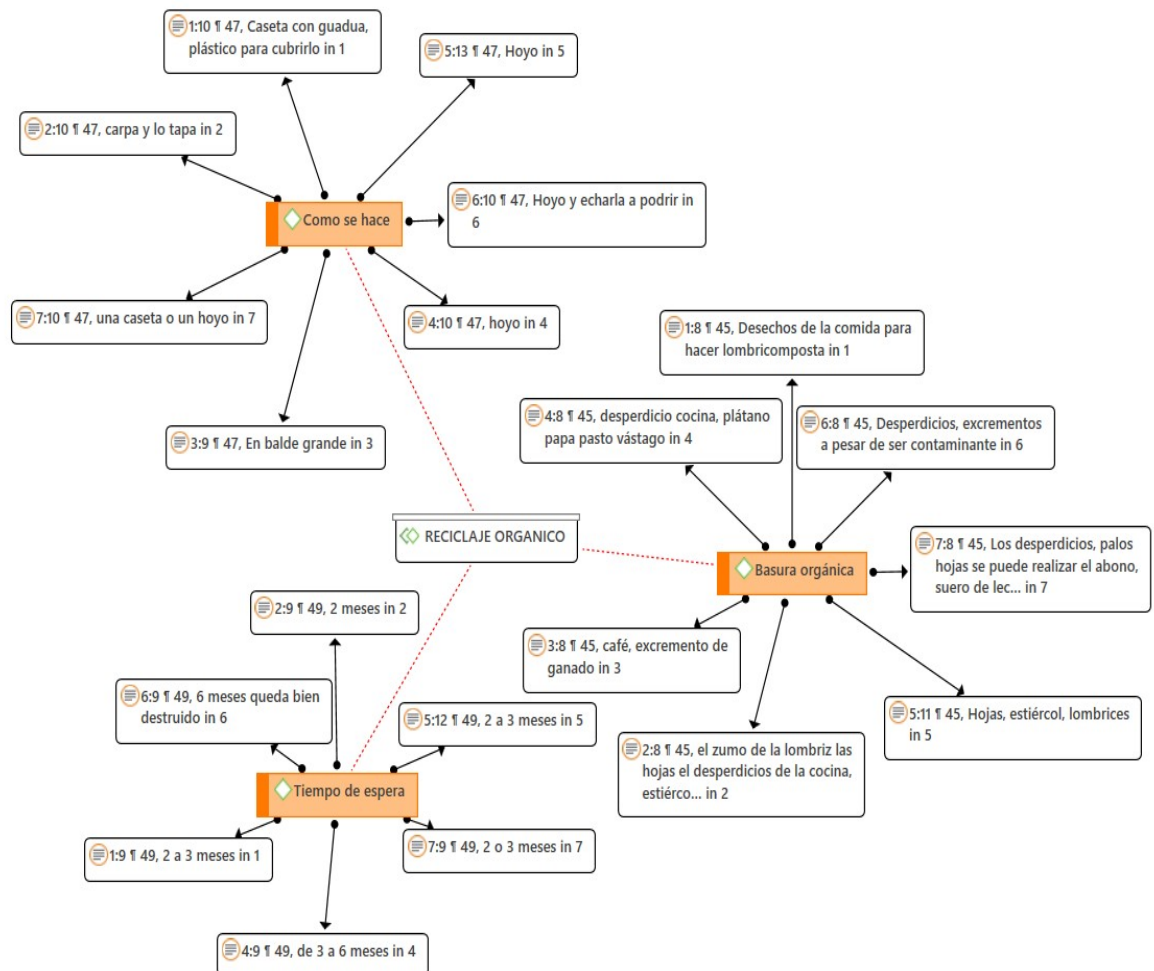 1:10 ¶ 47, Caseta con guadua,
plástico para cubrirlo in 1
5:13 ¶ 47, Hoyo in 5
2:10 ¶ 47, carpa y lo tapa in 2
6:10 ¶ 47, Hoyo y echarla a podrir in
6
Como se hace
7:10 ¶ 47, una caseta o un hoyo in 7
4:10 ¶ 47, hoyo in 4
3:9 ¶ 47, En balde grande in 3
1:8 ¶ 45, Desechos de la comida para
hacer lombricomposta in 1
4:8 ¶ 45, desperdicio cocina, plátano
papa pasto vástago in 4
6:8 ¶ 45, Desperdicios, excrementos
a pesar de ser contaminante in 6
RECICLAJE ORGANICO
Basura orgánica
7:8 ¶ 45, Los desperdicios, palos
hojas se puede realizar el abono,
suero de lec... in 7
3:8 ¶ 45, café, excremento de
ganado in 3
2:8 ¶ 45, el zumo de la lombriz las
hojas el desperdicios de la cocina,
estiérco... in 2
5:11 ¶ 45, Hojas, estiércol, lombrices
in 5
2:9 ¶ 49, 2 meses in 2
6:9 ¶ 49, 6 meses queda bien
destruido in 6
5:12 ¶ 49, 2 a 3 meses in 5
Tiempo de espera
1:9 ¶ 49, 2 a 3 meses in 1
7:9 ¶ 49, 2 o 3 meses in 7
4:9 ¶ 49, de 3 a 6 meses in 4